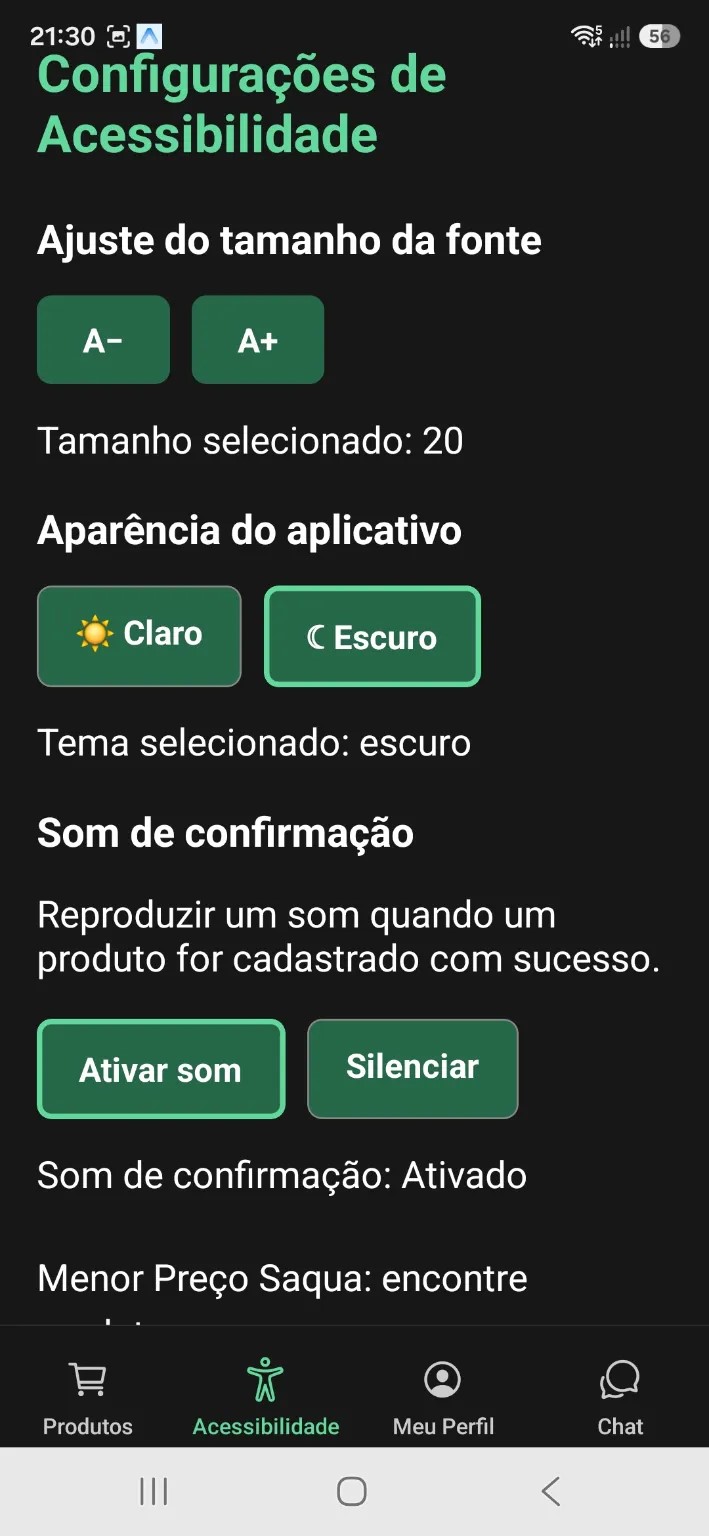 21:30
5
56
Configurações de
Acessibilidade
Ajuste do tamanho da fonte
A− A+
Tamanho selecionado: 20
Aparência do aplicativo
☀️ Claro ☾ Escuro
Tema selecionado: escuro
Som de confirmação
Reproduzir um som quando um
produto for cadastrado com sucesso.
Ativar som Silenciar
Som de confirmação: Ativado
Menor Preço Saqua: encontre
Produtos Acessibilidade Meu Perfil Chat